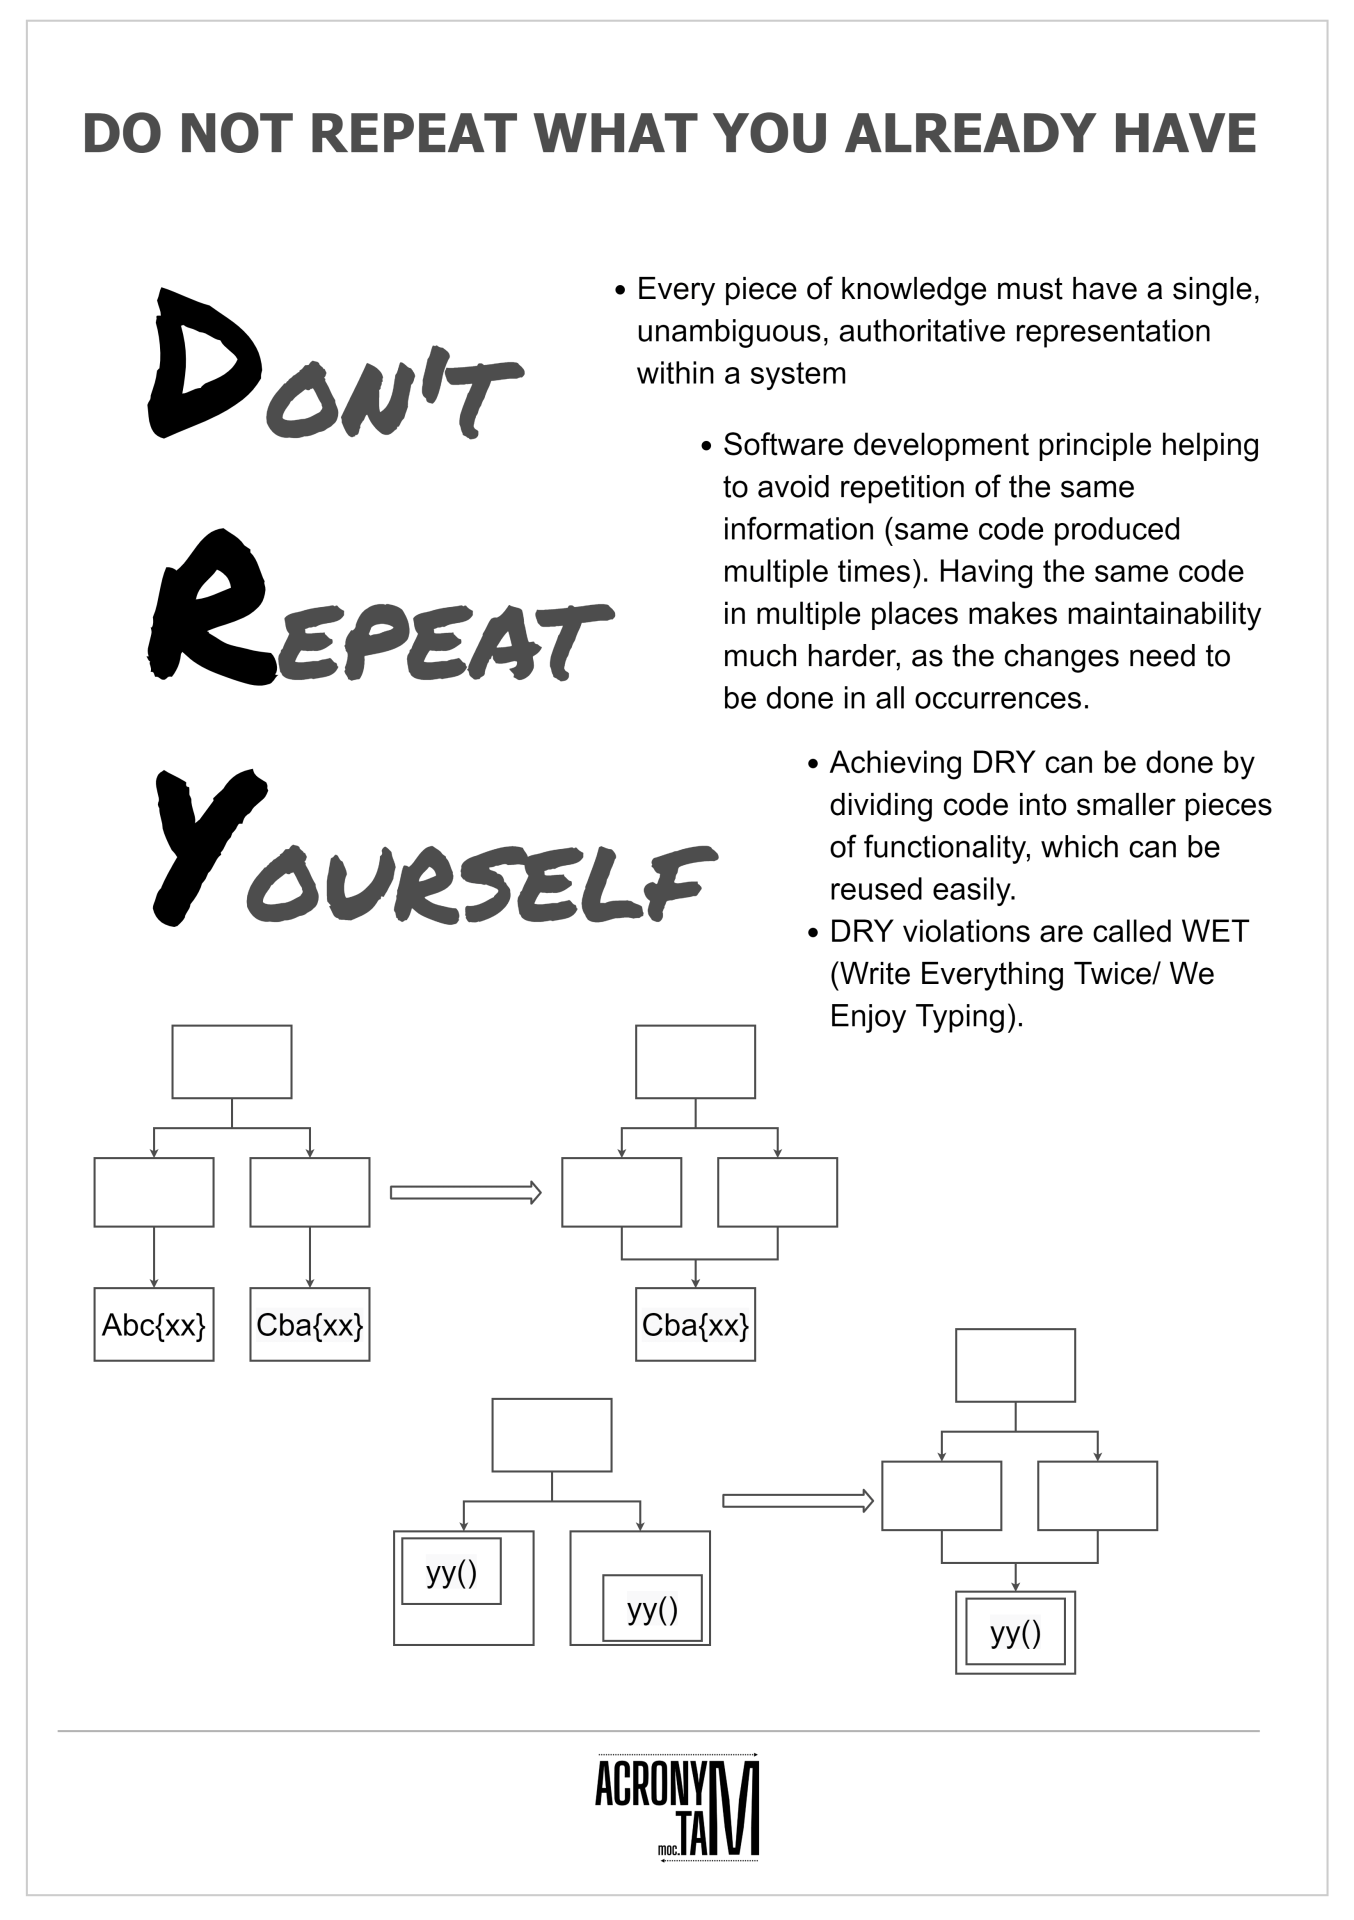 DO NOT REPEAT WHAT YOU ALREADY HAVE
DON'T
• Every piece of knowledge must have a single,
unambiguous, authoritative representation
within a system
REPEAT
• Software development principle helping
to avoid repetition of the same
information (same code produced
multiple times). Having the same code
in multiple places makes maintainability
much harder, as the changes need to
be done in all occurrences.
YOURSELF
• Achieving DRY can be done by
dividing code into smaller pieces
of functionality, which can be
reused easily.
• DRY violations are called WET
(Write Everything Twice/ We
Enjoy Typing).
Abc{xx}
Cba{xx}
Cba{xx}
yy()
yy()
yy()
ACRONYM
moc.TAM